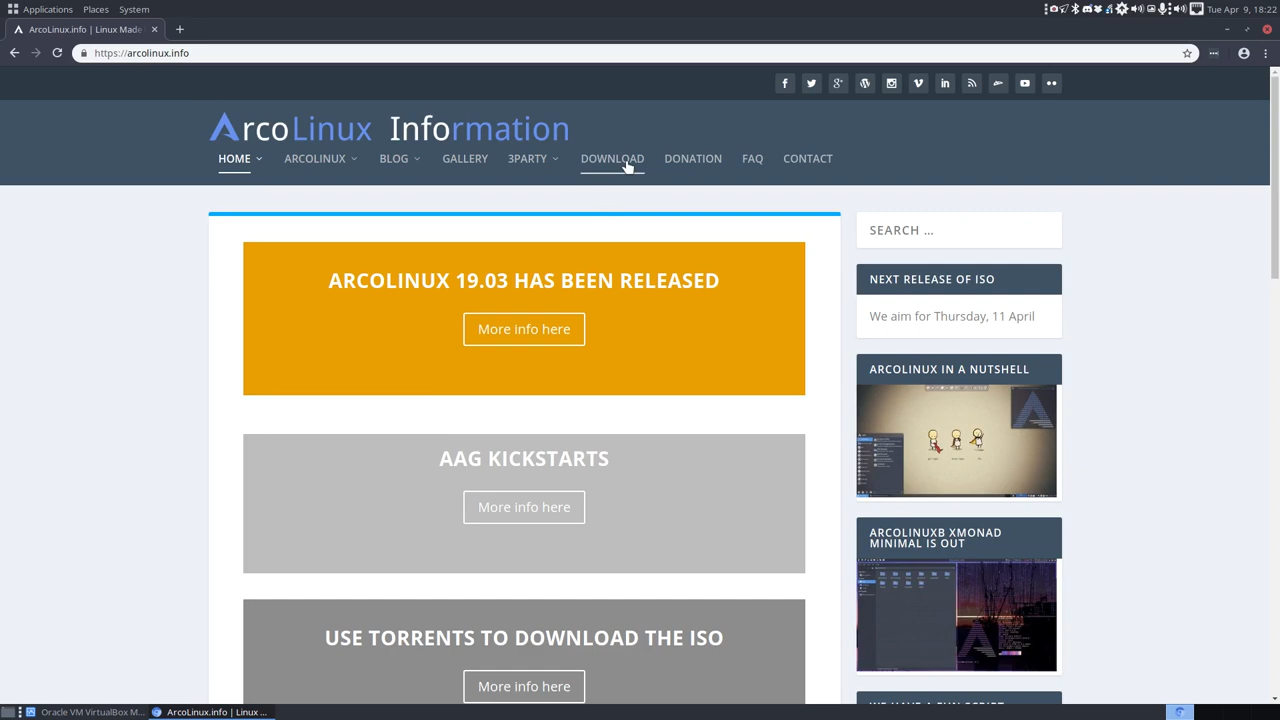 Applications Places System
Tue Apr 9, 18:22
ArcoLinux.info | Linux Made
https://arcolinux.info
ArcoLinux Information
HOME ARCOLINUX BLOG GALLERY 3PARTY DOWNLOAD DONATION FAQ CONTACT
ARCOLINUX 19.03 HAS BEEN RELEASED
More info here
AAG KICKSTARTS
More info here
USE TORRENTS TO DOWNLOAD THE ISO
More info here
SEARCH …
NEXT RELEASE OF ISO
We aim for Thursday, 11 April
ARCOLINUX IN A NUTSHELL
ARCOLINUXB XMONAD
MINIMAL IS OUT
Oracle VM VirtualBox M...
ArcoLinux.info | Linux ...